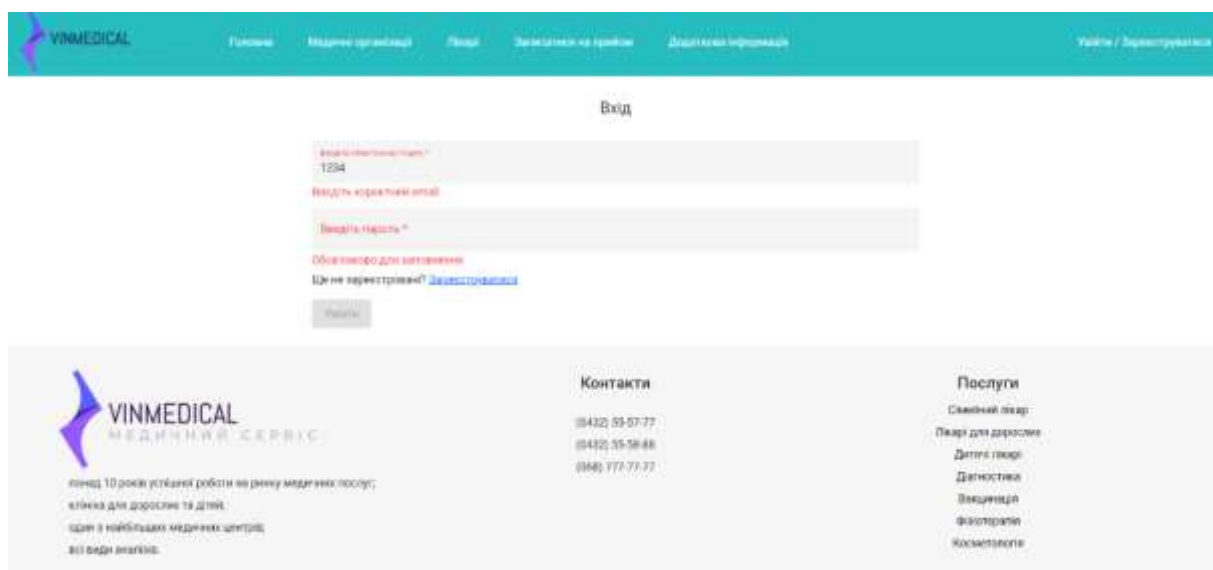 VINMEDICAL
Головна Медичні організації Лікарі Записатися на прийом Додаткова інформація Увійти / Зареєструватися
Вхід
1234
Введіть коректний email
Введіть пароль *
Обов'язково для заповнення
Ще не зареєстровані? Зареєструватися
Увійти
VINMEDICAL
МЕДИЧНИЙ СЕРВІС
понад 10 років успішної роботи на ринку медичних послуг;
клініка для дорослих та дітей;
один з найбільших медичних центрів;
всі види аналізів.
Контакти
(0432) 55-57-77
(0432) 55-58-88
(068) 777-77-77
Послуги
Сімейний лікар
Лікарі для дорослих
Дитячі лікарі
Діагностика
Вакцинація
Фізіотерапія
Косметологія